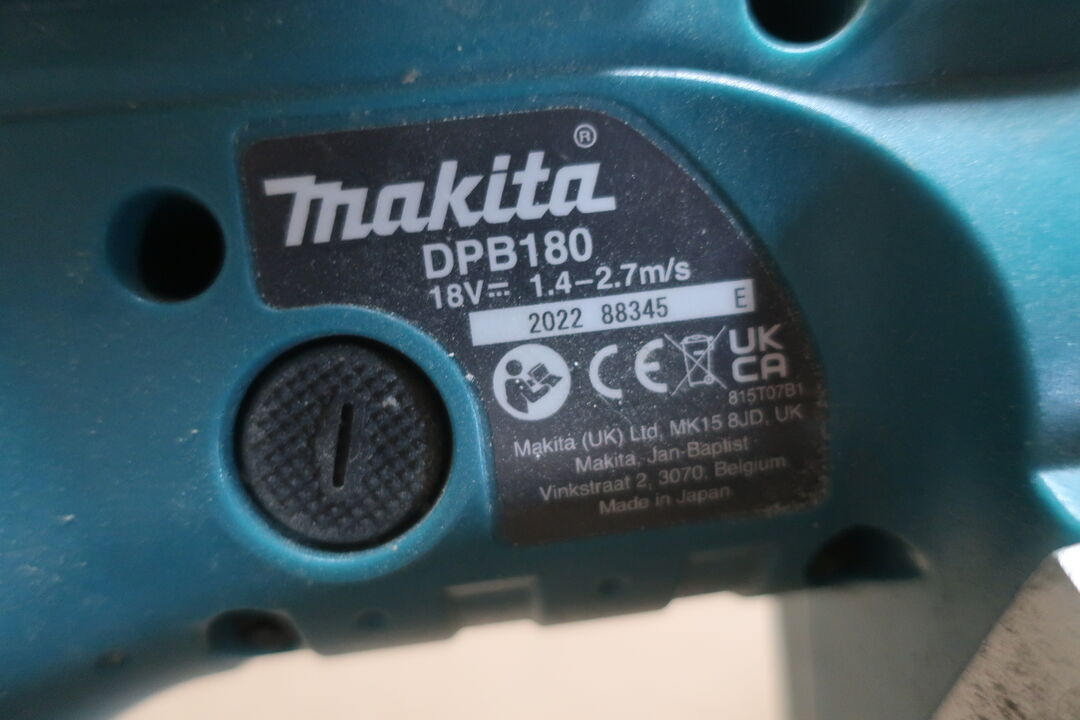 makita®
DPB180
18V⎓ 1.4–2.7m/s
2022 88345 E
CE UK
CA
815T07B1
Makita (UK) Ltd, MK15 8JD, UK
Makita, Jan-Baptist
Vinkstraat 2, 3070, Belgium
Made in Japan